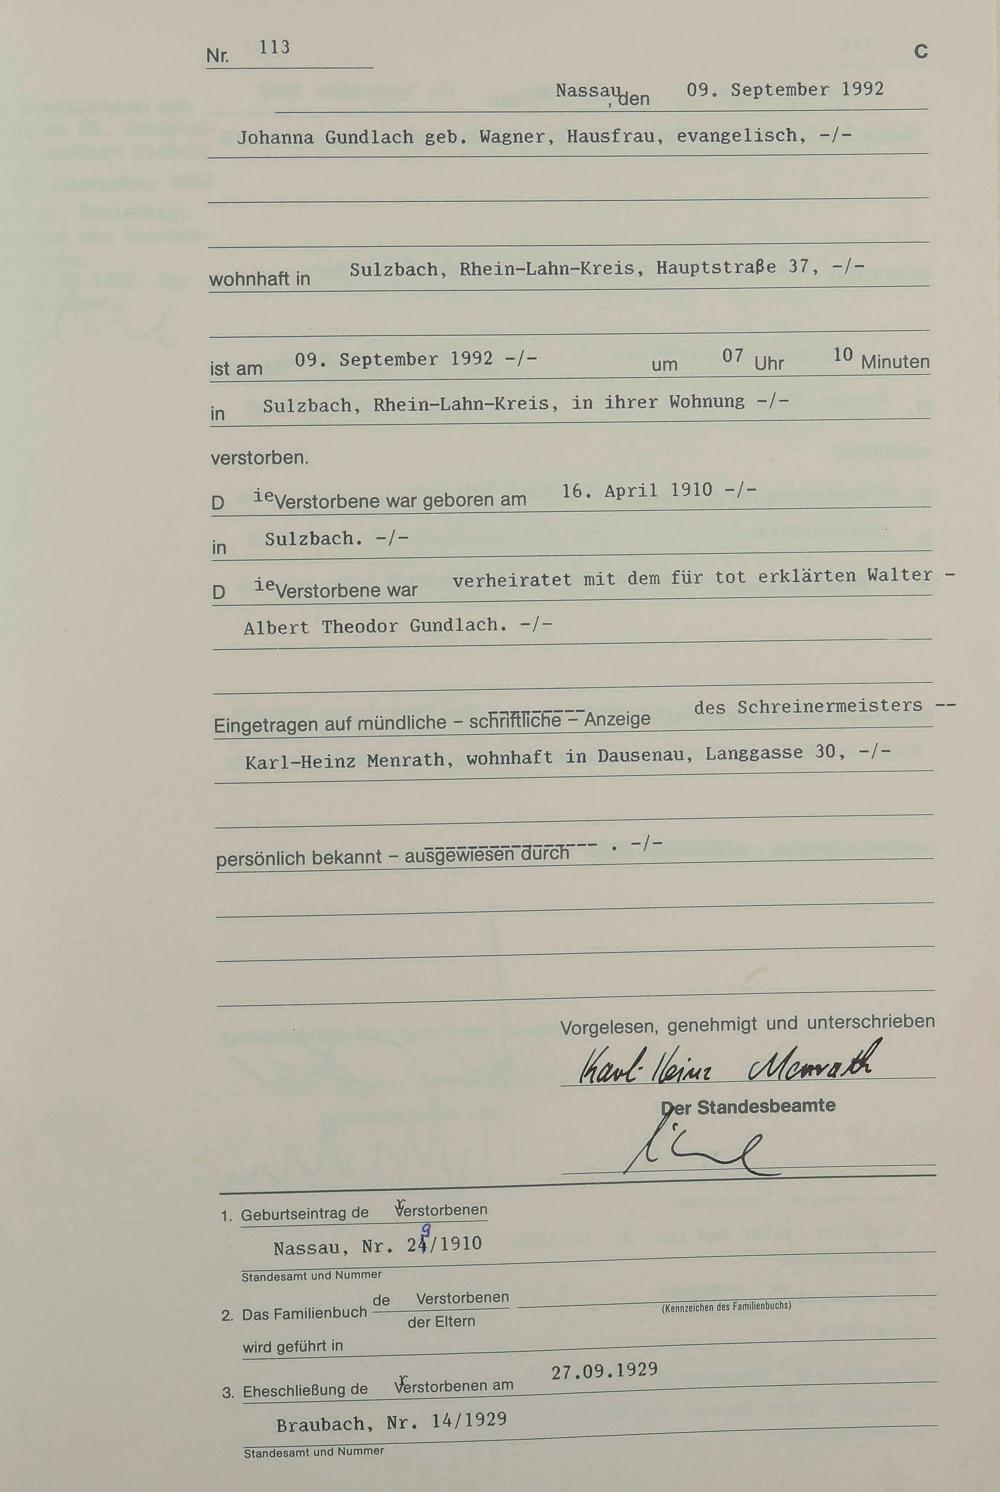 Nr. 113 C
Nassau, den 09. September 1992
Johanna Gundlach geb. Wagner, Hausfrau, evangelisch, -/-
wohnhaft in Sulzbach, Rhein-Lahn-Kreis, Hauptstraße 37, -/-
ist am 09. September 1992 -/- um 07 Uhr 10 Minuten
in Sulzbach, Rhein-Lahn-Kreis, in ihrer Wohnung -/-
verstorben.
D ie Verstorbene war geboren am 16. April 1910 -/-
in Sulzbach. -/-
D ie Verstorbene war verheiratet mit dem für tot erklärten Walter -
Albert Theodor Gundlach. -/-
Eingetragen auf mündliche – schriftliche – Anzeige des Schreinermeisters --
Karl-Heinz Menrath, wohnhaft in Dausenau, Langgasse 30, -/-
persönlich bekannt – ausgewiesen durch . -/-
Vorgelesen, genehmigt und unterschrieben
Karl-Heinz Menrath
Der Standesbeamte
1. Geburtseintrag de r Verstorbenen
Nassau, Nr. 29/1910
Standesamt und Nummer
2. Das Familienbuch de Verstorbenen
der Eltern (Kennzeichen des Familienbuchs)
wird geführt in
3. Eheschließung de r Verstorbenen am 27.09.1929
Braubach, Nr. 14/1929
Standesamt und Nummer